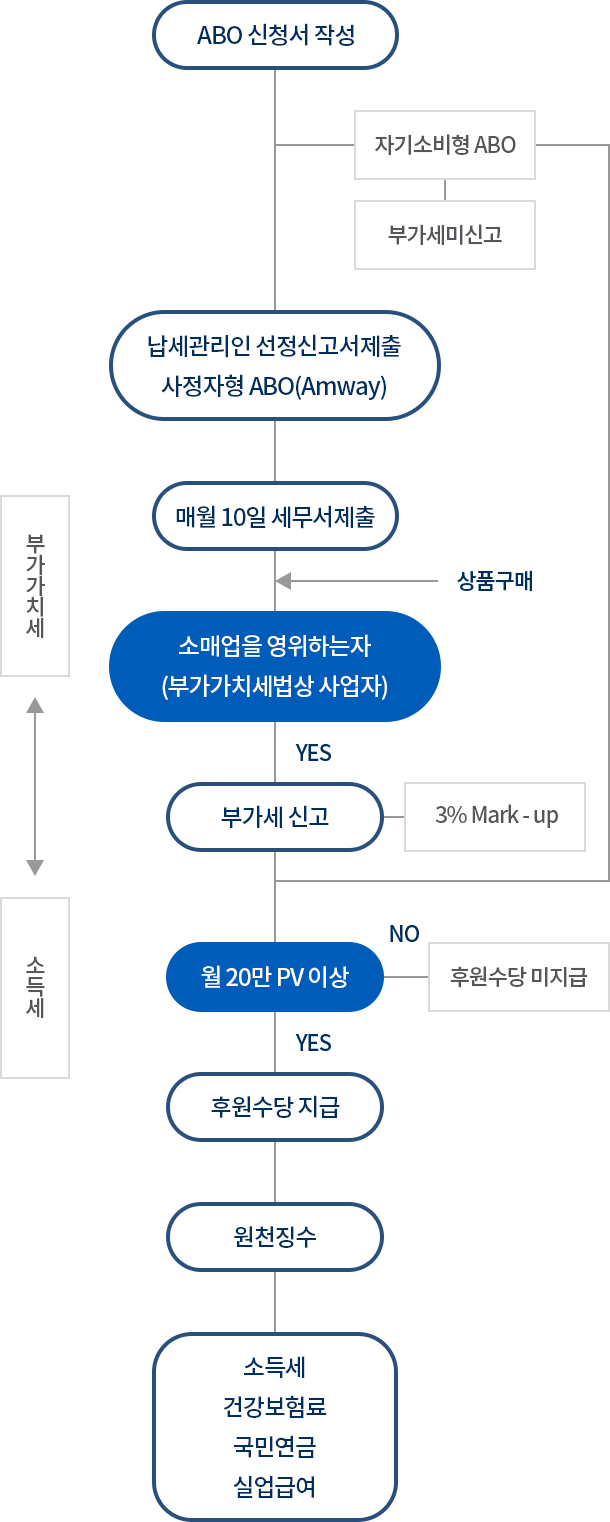 ABO 신청서 작성
자기소비형 ABO
부가세미신고
납세관리인 선정신고서제출
사정자형 ABO(Amway)
매월 10일 세무서제출
상품구매
부가가치세
소매업을 영위하는자
(부가가치세법상 사업자)
YES
부가세 신고
3% Mark - up
소득세
NO
월 20만 PV 이상
후원수당 미지급
YES
후원수당 지급
원천징수
소득세
건강보험료
국민연금
실업급여